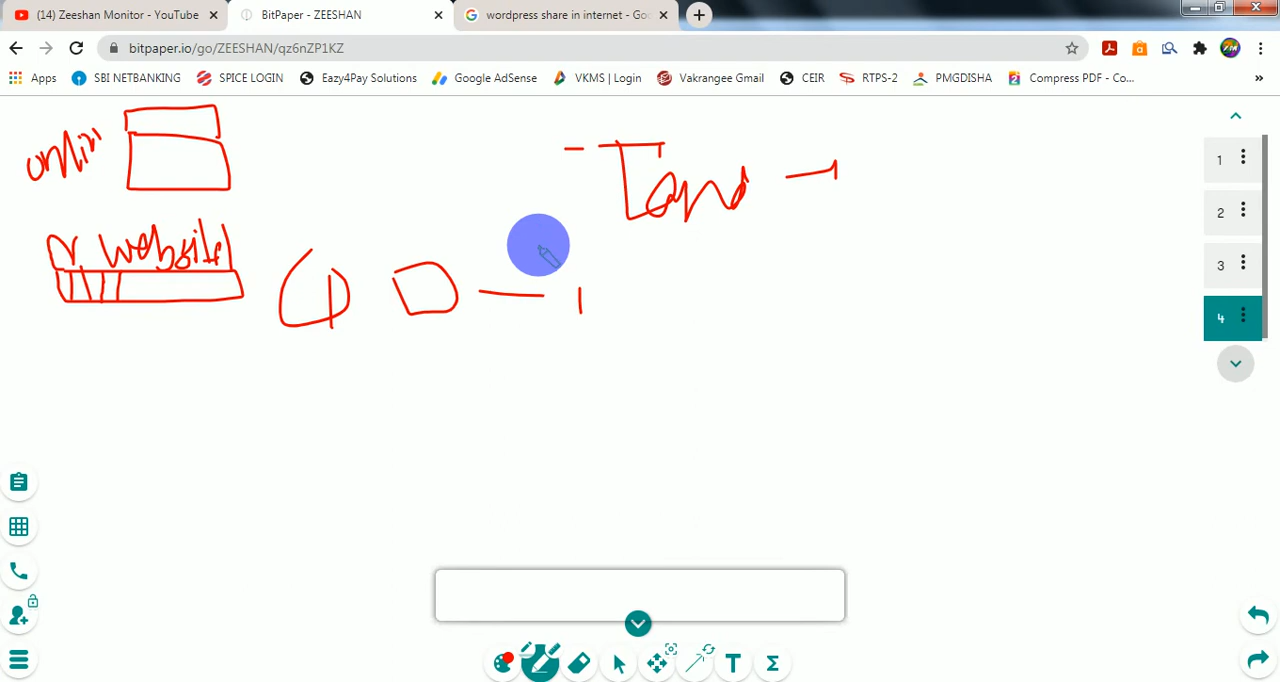 (14) Zeeshan Monitor - YouTube
BitPaper - ZEESHAN
wordpress share in internet - Goo
bitpaper.io/go/ZEESHAN/qz6nZP1KZ
Apps SBI NETBANKING SPICE LOGIN Eazy4Pay Solutions Google AdSense VKMS | Login Vakrangee Gmail CEIR RTPS-2 PMGDISHA Compress PDF - Co... »
website
1
2
3
4
T Σ